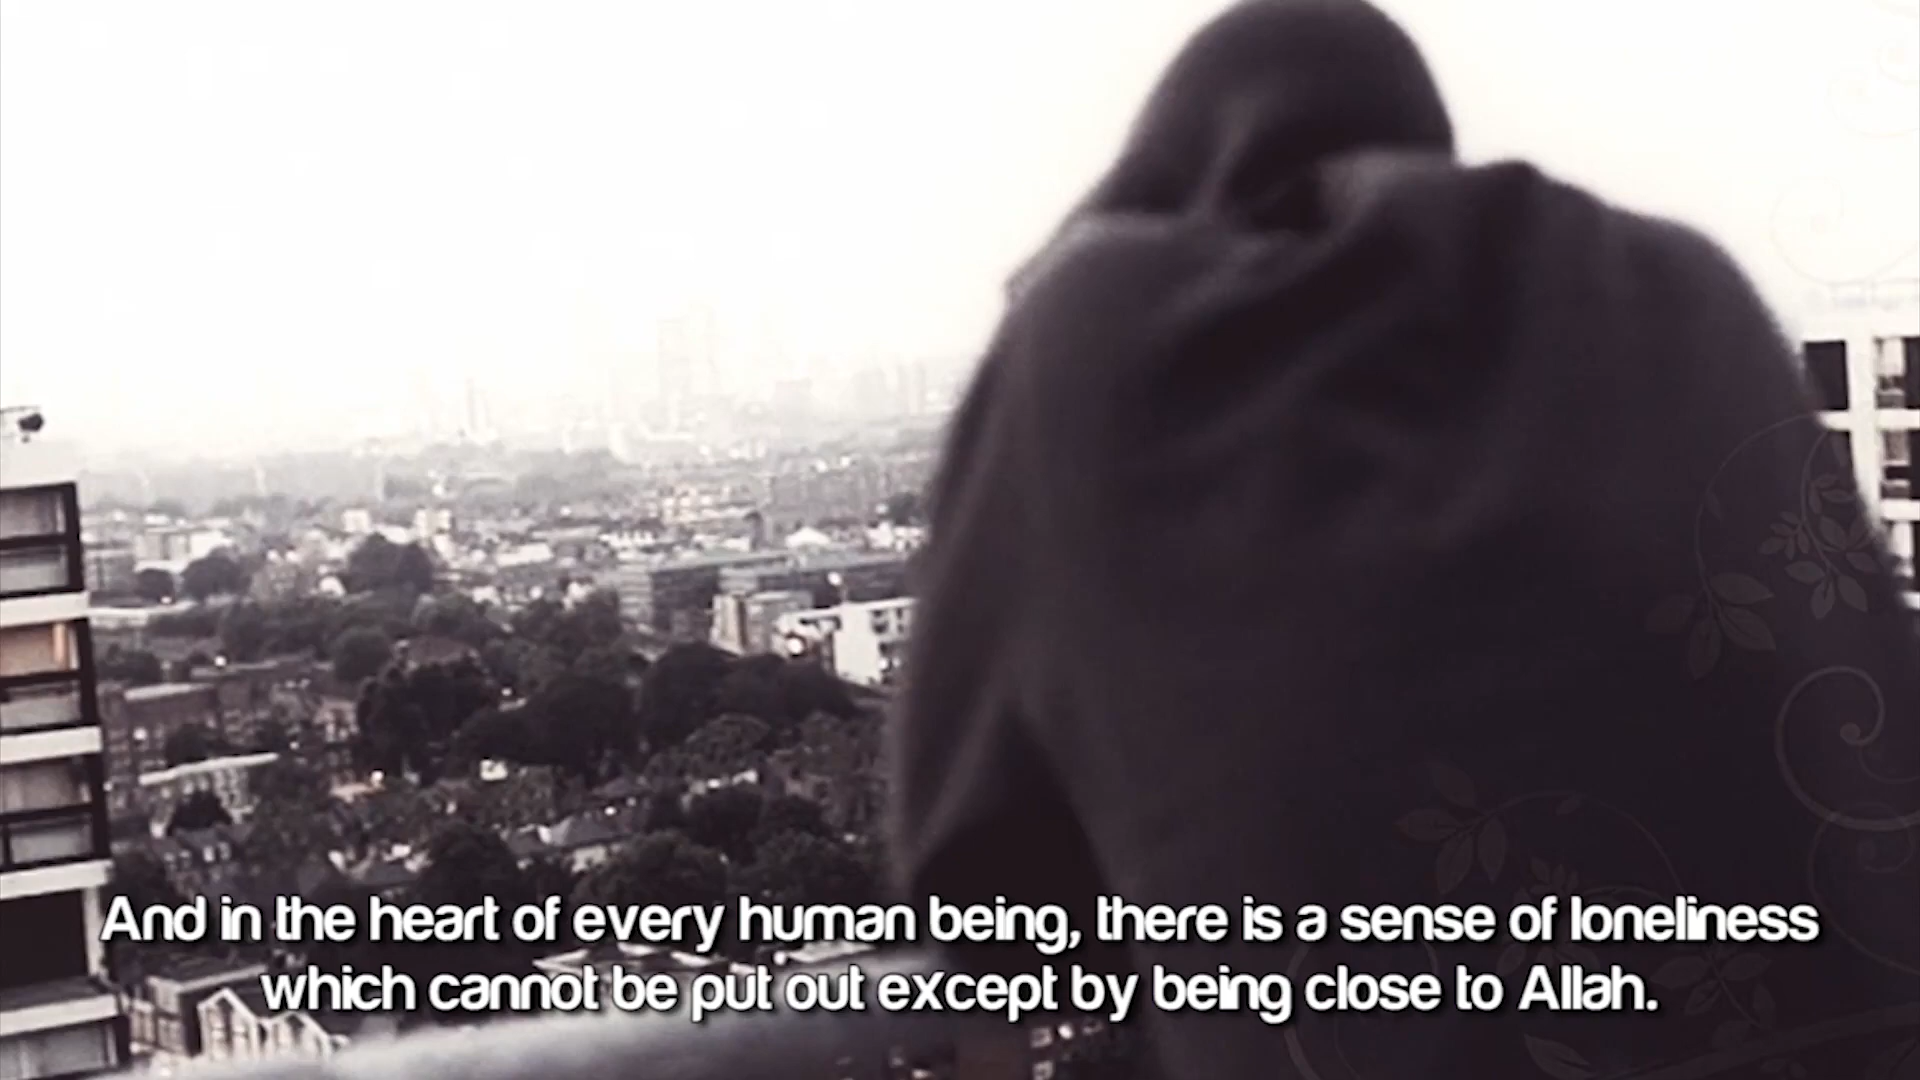 And in the heart of every human being, there is a sense of loneliness
which cannot be put out except by being close to Allah.